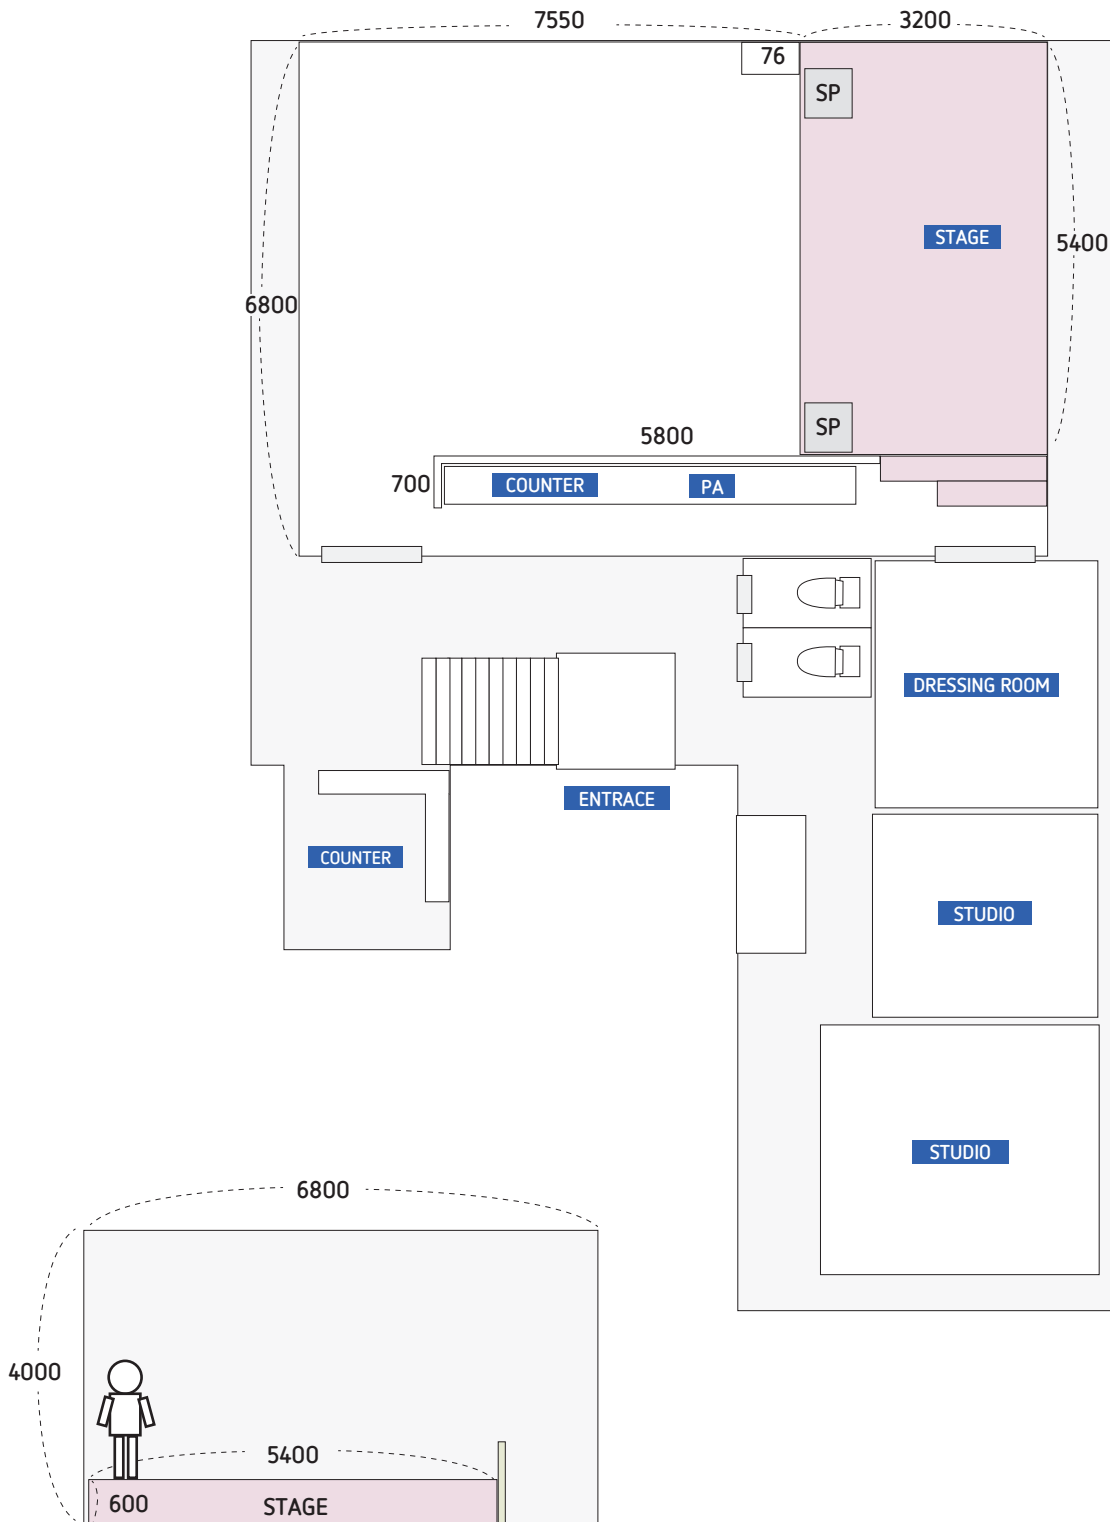 7550
3200
76
SP
STAGE
5400
6800
SP
5800
700
COUNTER
PA
DRESSING ROOM
ENTRACE
COUNTER
STUDIO
STUDIO
6800
4000
5400
600
STAGE